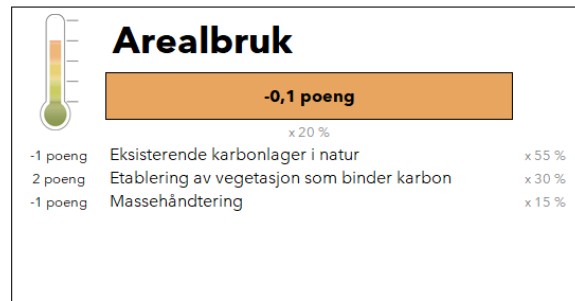 Arealbruk
-0,1 poeng
x 20 %
-1 poeng Eksisterende karbonlager i natur x 55 %
2 poeng Etablering av vegetasjon som binder karbon x 30 %
-1 poeng Massehåndtering x 15 %